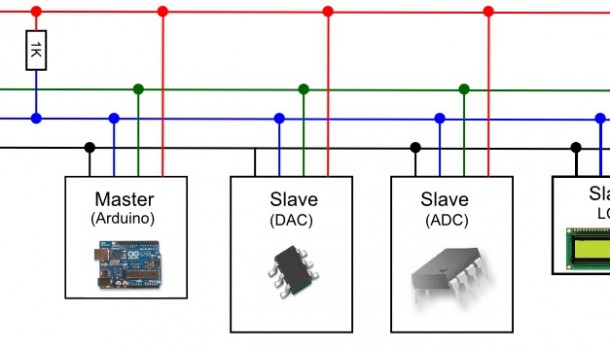 1K
Master
(Arduino)
Slave
(DAC)
Slave
(ADC)